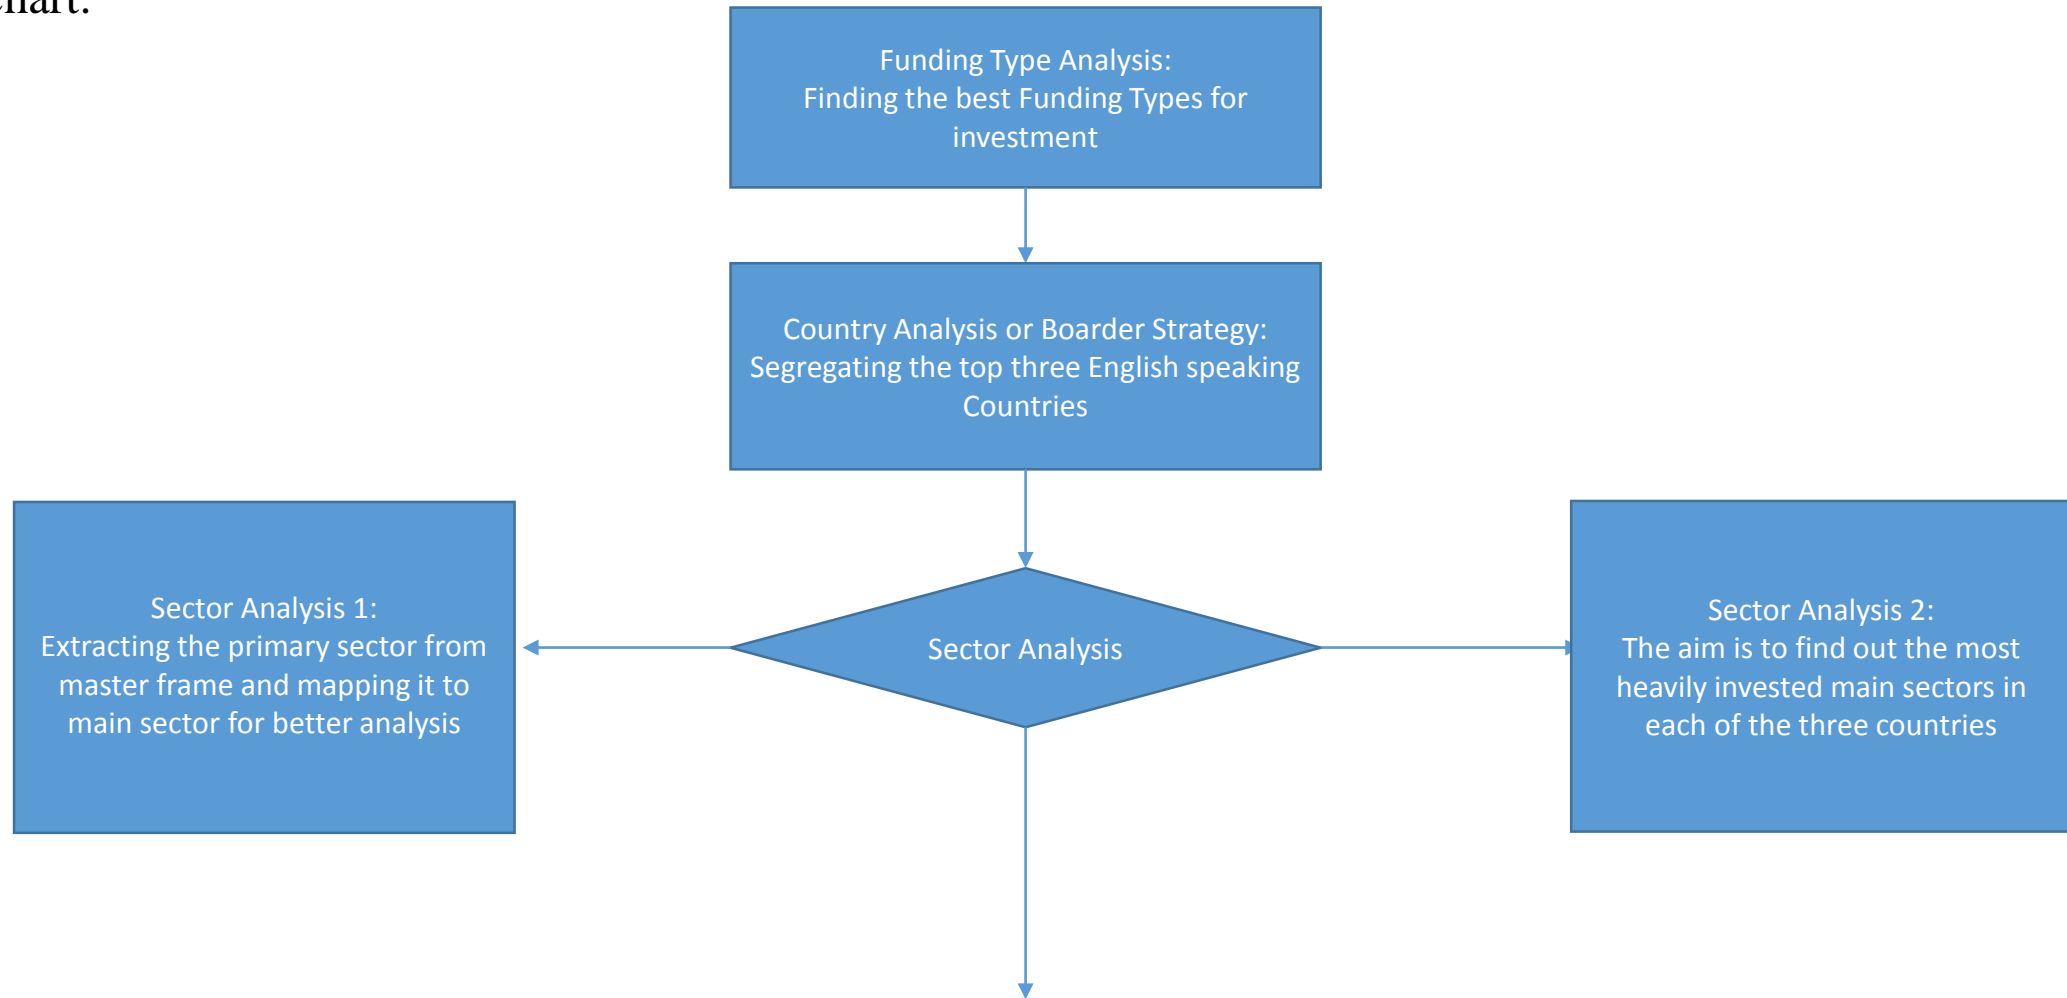 chart:
Funding Type Analysis:
Finding the best Funding Types for
investment
Country Analysis or Boarder Strategy:
Segregating the top three English speaking
Countries
Sector Analysis 1:
Extracting the primary sector from
master frame and mapping it to
main sector for better analysis
Sector Analysis
Sector Analysis 2:
The aim is to find out the most
heavily invested main sectors in
each of the three countries